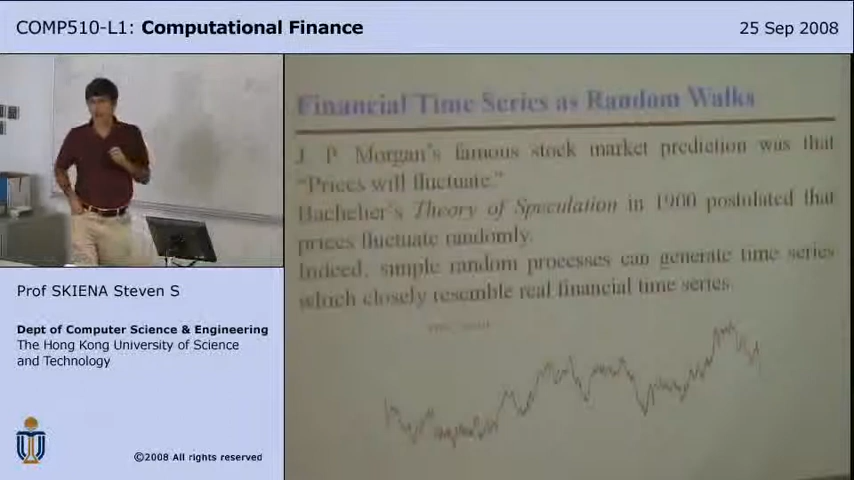 COMP510-L1: Computational Finance
25 Sep 2008
Financial Time Series as Random Walks
J. P. Morgan's famous stock market prediction was that
"Prices will fluctuate."
Bachelier's Theory of Speculation in 1900 postulated that
prices fluctuate randomly.
Indeed, simple random processes can generate time series
which closely resemble real financial time series.
Prof SKIENA Steven S
Dept of Computer Science & Engineering
The Hong Kong University of Science
and Technology
©2008 All rights reserved